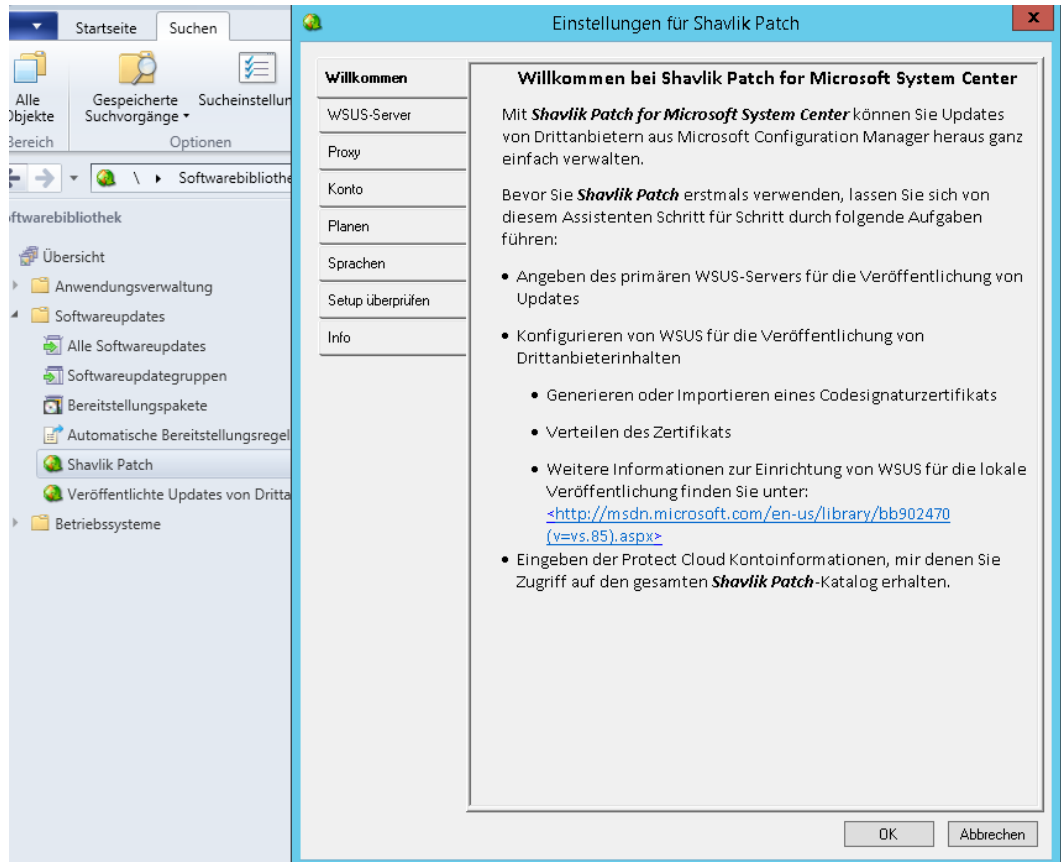 Startseite
Suchen
Alle
Objekte
Gespeicherte
Suchvorgänge
Optionen
\ Softwarebibliothe
Übersicht
Anwendungsverwaltung
Softwareupdates
Alle Softwareupdates
Softwareupdategruppen
Bereitstellungspakete
Automatische Bereitstellungsregel
Shavlik Patch
Veröffentlichte Updates von Dritta
Betriebssysteme
Einstellungen für Shavlik Patch
x
Willkommen
WSUS-Server
Proxy
Konto
Planen
Sprachen
Setup überprüfen
Info
Willkommen bei Shavlik Patch for Microsoft System Center
Mit Shavlik Patch for Microsoft System Center können Sie Updates
von Drittanbietern aus Microsoft Configuration Manager heraus ganz
einfach verwalten.
Bevor Sie Shavlik Patch erstmals verwenden, lassen Sie sich von
diesem Assistenten Schritt für Schritt durch folgende Aufgaben
führen:
• Angeben des primären WSUS-Servers für die Veröffentlichung von
Updates
• Konfigurieren von WSUS für die Veröffentlichung von
Drittanbieterinhalten
• Generieren oder Importieren eines Codesignaturzertifikats
• Verteilen des Zertifikats
• Weitere Informationen zur Einrichtung von WSUS für die lokale
Veröffentlichung finden Sie unter:
<http://msdn.microsoft.com/en-us/library/bb902470
(v=vs.85).aspx>
• Eingeben der Protect Cloud Kontoinformationen, mir denen Sie
Zugriff auf den gesamten Shavlik Patch-Katalog erhalten.
OK
Abbrechen